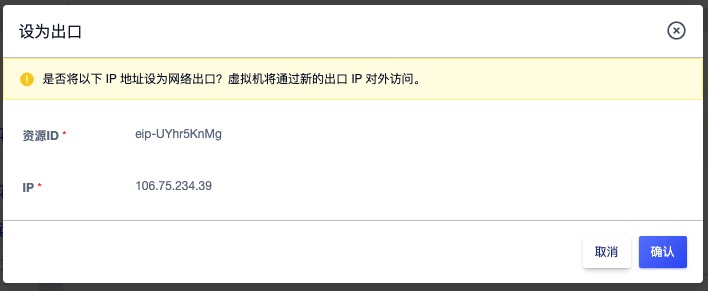 设为出口
是否将以下 IP 地址设为网络出口？虚拟机将通过新的出口 IP 对外访问。
资源ID * eip-UYhr5KnMg
IP * 106.75.234.39
取消 确认